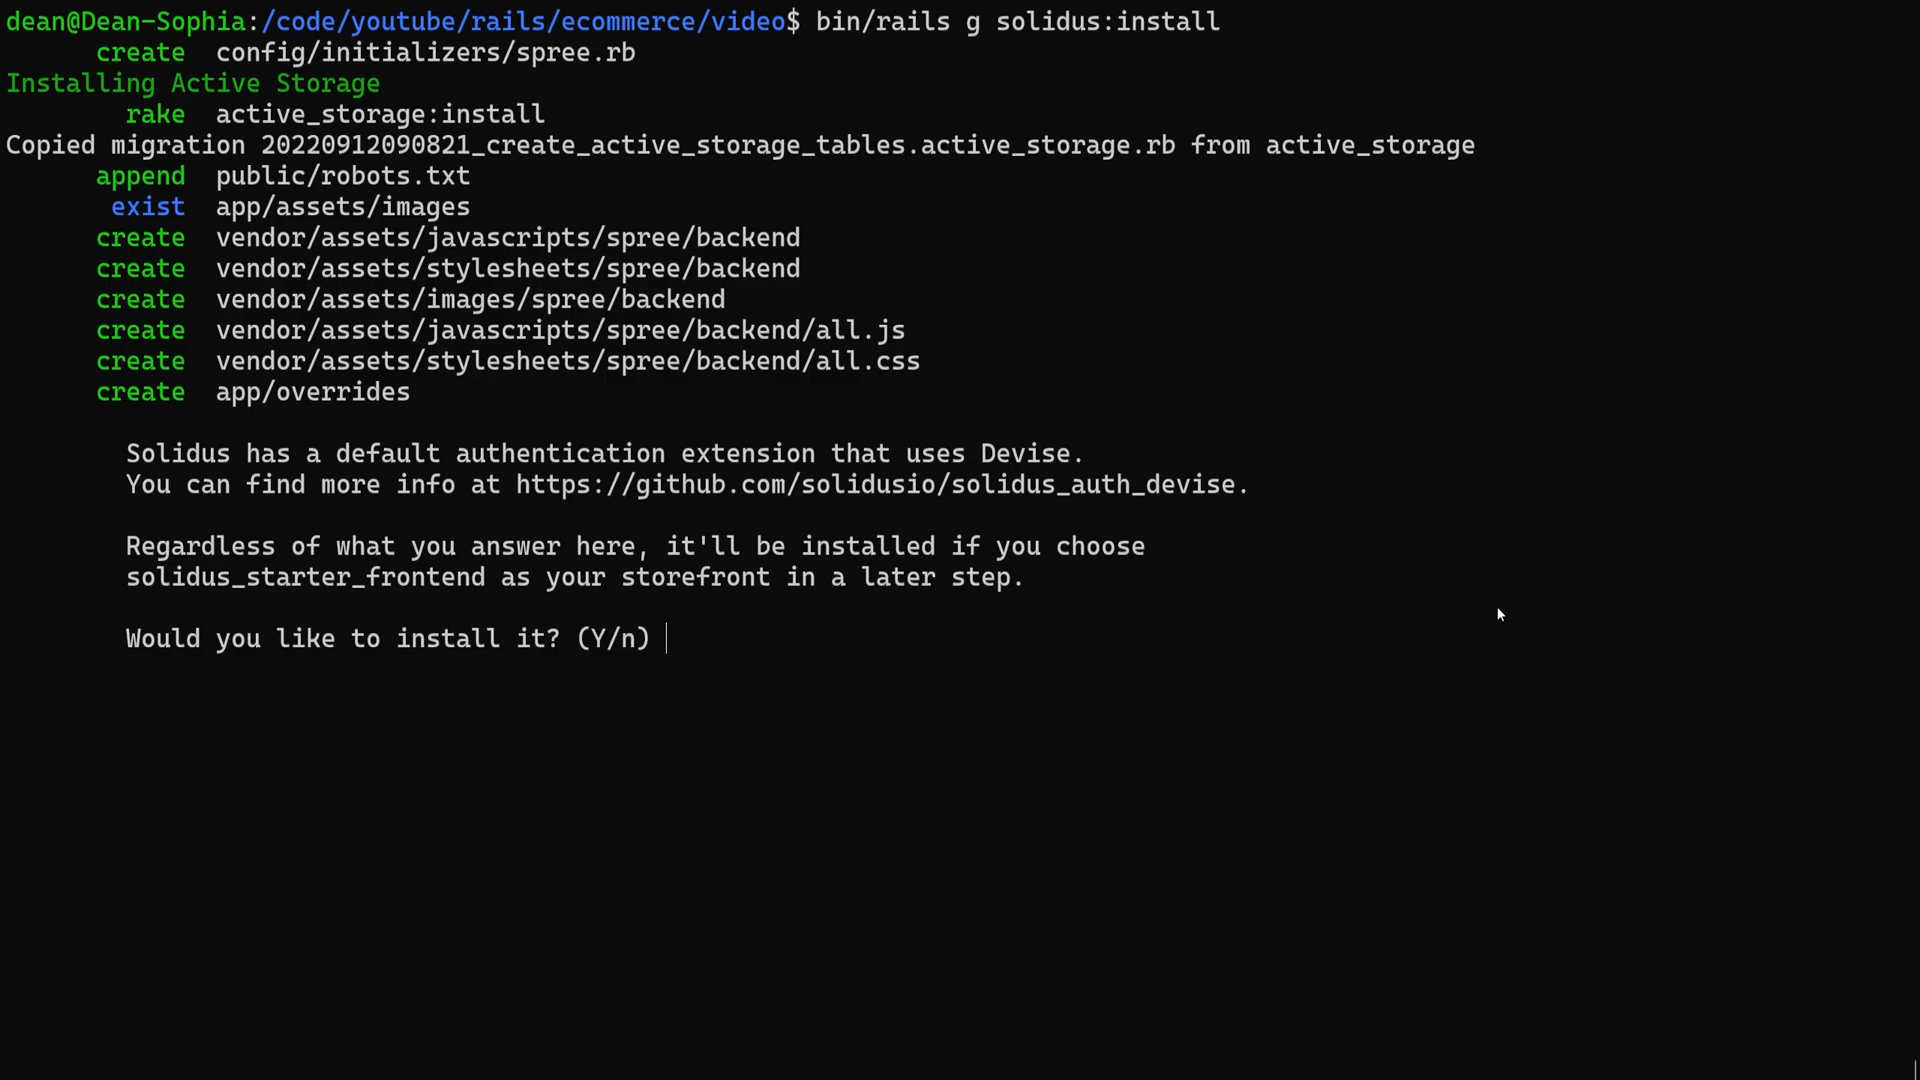 dean@Dean-Sophia:/code/youtube/rails/ecommerce/video$ bin/rails g solidus:install
create  config/initializers/spree.rb
Installing Active Storage
rake  active_storage:install
Copied migration 20220912090821_create_active_storage_tables.active_storage.rb from active_storage
append  public/robots.txt
exist  app/assets/images
create  vendor/assets/javascripts/spree/backend
create  vendor/assets/stylesheets/spree/backend
create  vendor/assets/images/spree/backend
create  vendor/assets/javascripts/spree/backend/all.js
create  vendor/assets/stylesheets/spree/backend/all.css
create  app/overrides
Solidus has a default authentication extension that uses Devise.
You can find more info at https://github.com/solidusio/solidus_auth_devise.
Regardless of what you answer here, it'll be installed if you choose
solidus_starter_frontend as your storefront in a later step.
Would you like to install it? (Y/n)